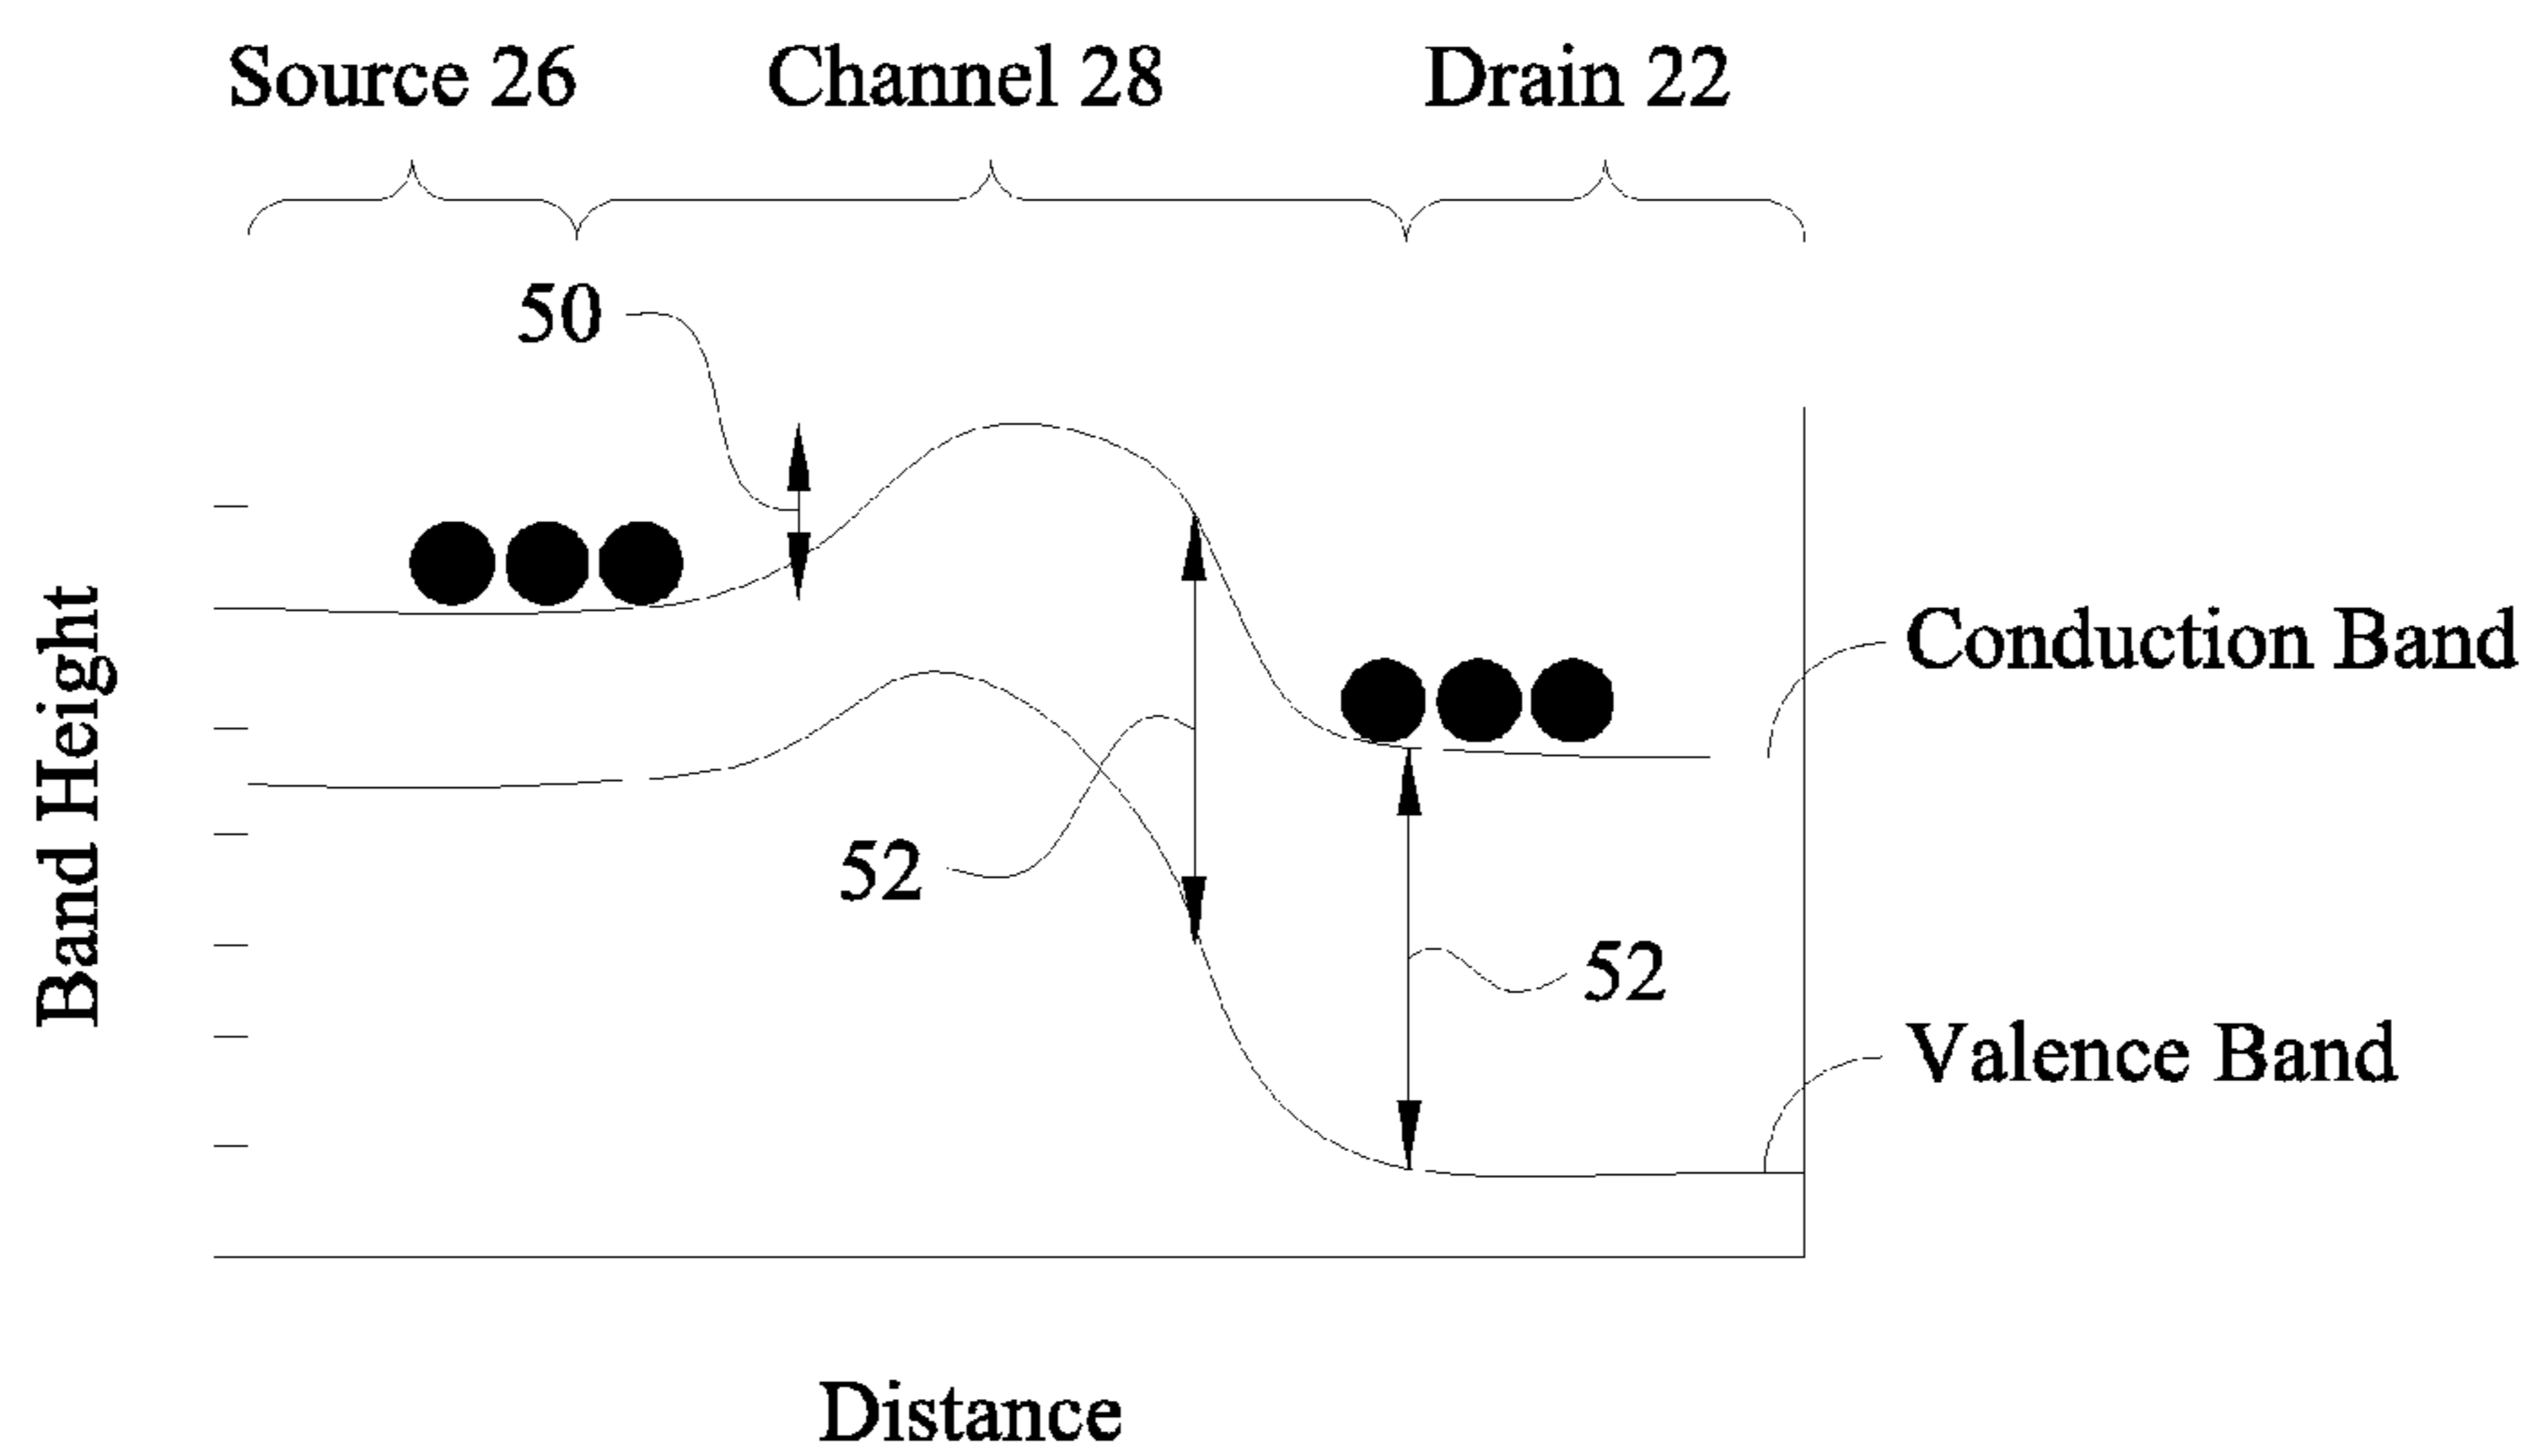 Source 26
Channel 28
Drain 22
50
Conduction Band
52
52
Valence Band
Band Height
Distance